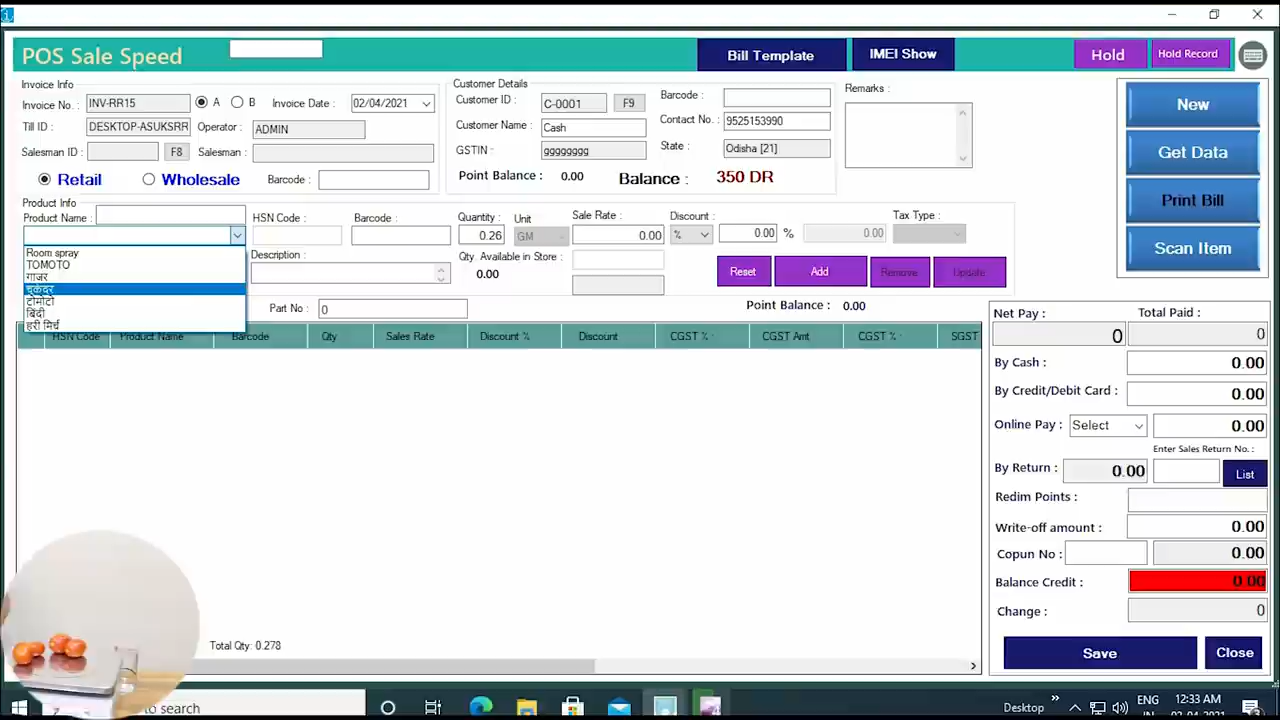 POS Sale Speed
Bill Template
IMEI Show
Hold
Hold Record
Invoice Info
Invoice No. : INV-RR15 A B Invoice Date : 02/04/2021
Till ID : DESKTOP-ASUKSRR Operator : ADMIN
Salesman ID : F8 Salesman :
Retail Wholesale Barcode :
Customer Details
Customer ID : C-0001 F9 Barcode :
Customer Name : Cash Contact No. : 9525153990
GSTIN : gggggggg State : Odisha [21]
Point Balance : 0.00 Balance : 350 DR
Remarks :
New
Get Data
Print Bill
Scan Item
Product Info
Product Name : HSN Code : Barcode : Quantity : Unit Sale Rate : Discount : Tax Type :
0.26 GM 0.00 % 0.00 % 0.00
Room spray
TOMOTO
गाजर
चुकंदर
टोमोटो
भिंदी
हरी मिर्च
Description : Qty. Available in Store :
0.00
Reset Add Remove Update
Part No : 0 Point Balance : 0.00
HSN Code Product Name Barcode Qty Sales Rate Discount % Discount CGST % CGST Amt CGST % SGST
Total Qty: 0.278
Net Pay : Total Paid :
0 0
By Cash : 0.00
By Credit/Debit Card : 0.00
Online Pay : Select 0.00
Enter Sales Return No. :
By Return : 0.00 List
Redim Points :
Write-off amount : 0.00
Copun No : 0.00
Balance Credit : 0.00
Change : 0
Save Close
to search
Desktop
ENG
12:33 AM